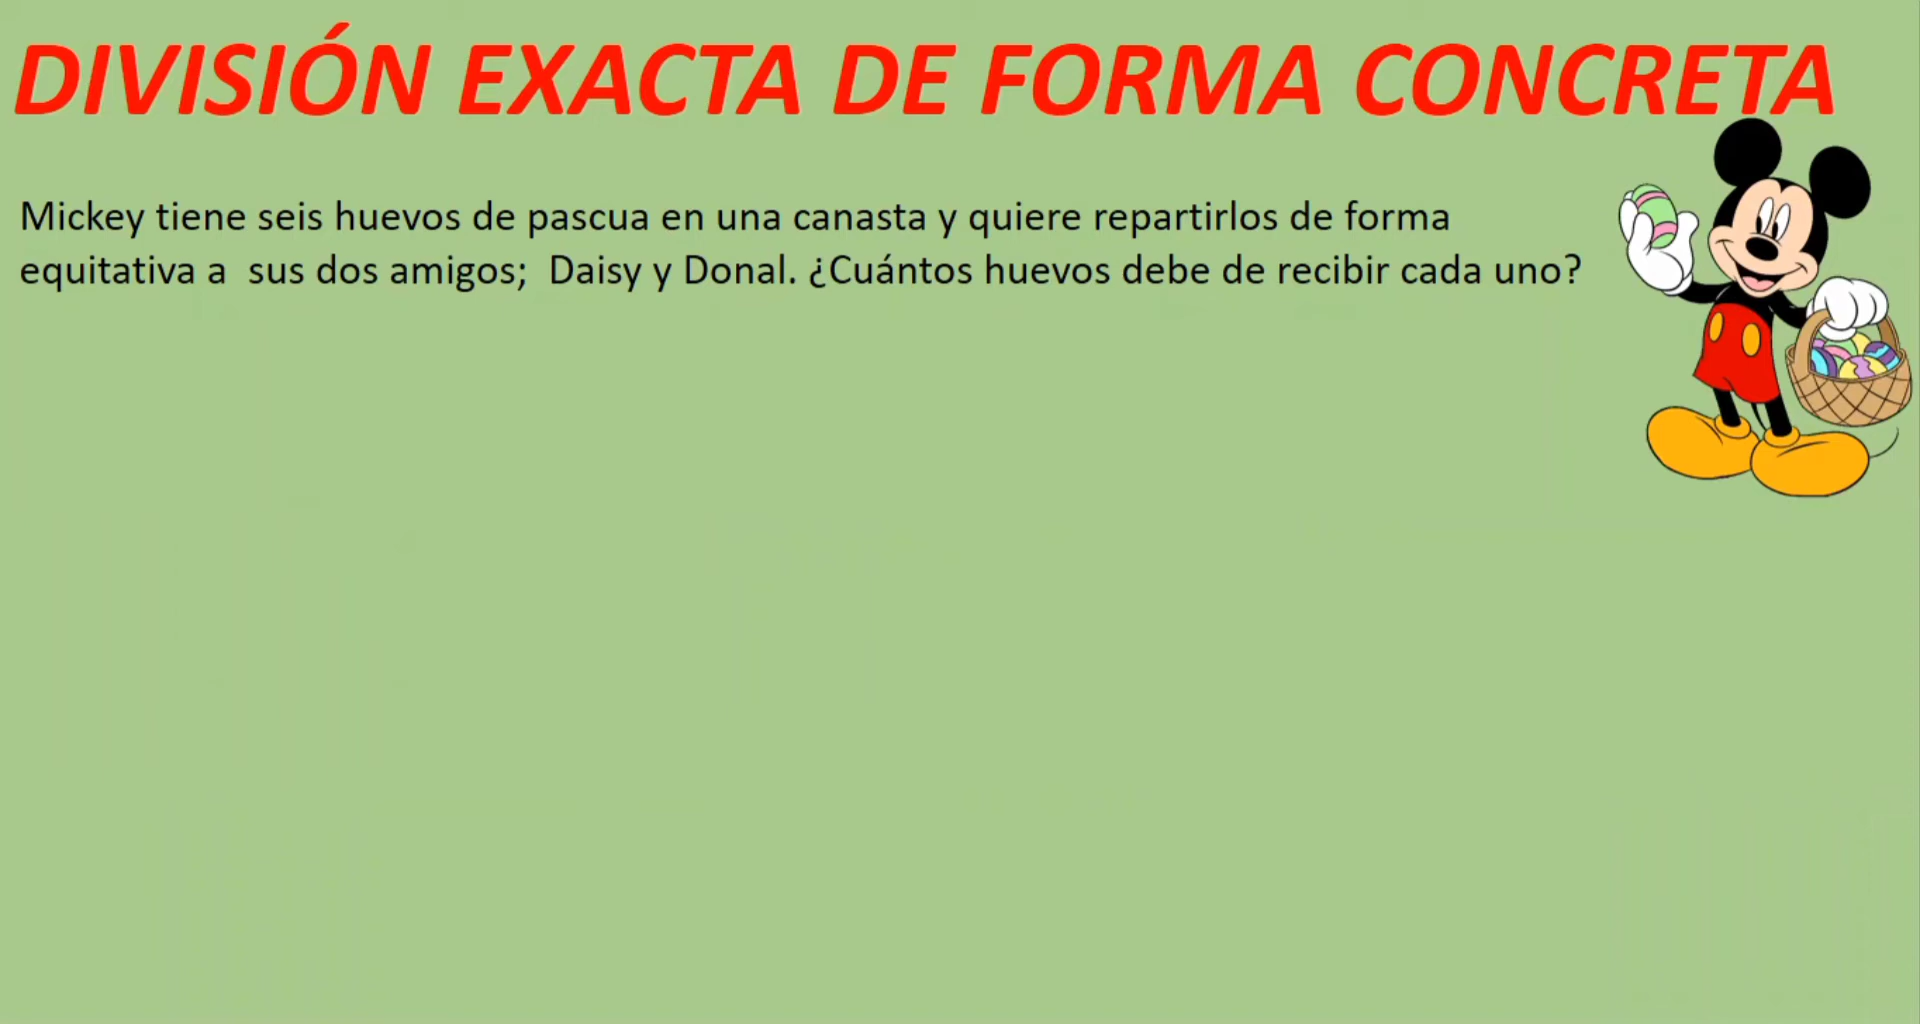 DIVISIÓN EXACTA DE FORMA CONCRETA
Mickey tiene seis huevos de pascua en una canasta y quiere repartirlos de forma
equitativa a  sus dos amigos;  Daisy y Donal. ¿Cuántos huevos debe de recibir cada uno?